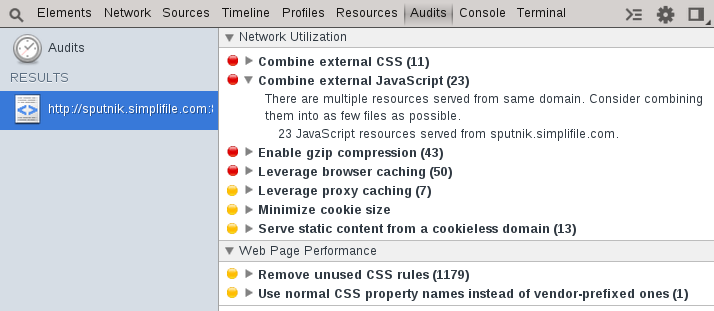 Elements Network Sources Timeline Profiles Resources Audits Console Terminal
Audits
RESULTS
http://sputnik.simplifile.com:
Network Utilization
Combine external CSS (11)
Combine external JavaScript (23)
There are multiple resources served from same domain. Consider combining
them into as few files as possible.
23 JavaScript resources served from sputnik.simplifile.com.
Enable gzip compression (43)
Leverage browser caching (50)
Leverage proxy caching (7)
Minimize cookie size
Serve static content from a cookieless domain (13)
Web Page Performance
Remove unused CSS rules (1179)
Use normal CSS property names instead of vendor-prefixed ones (1)